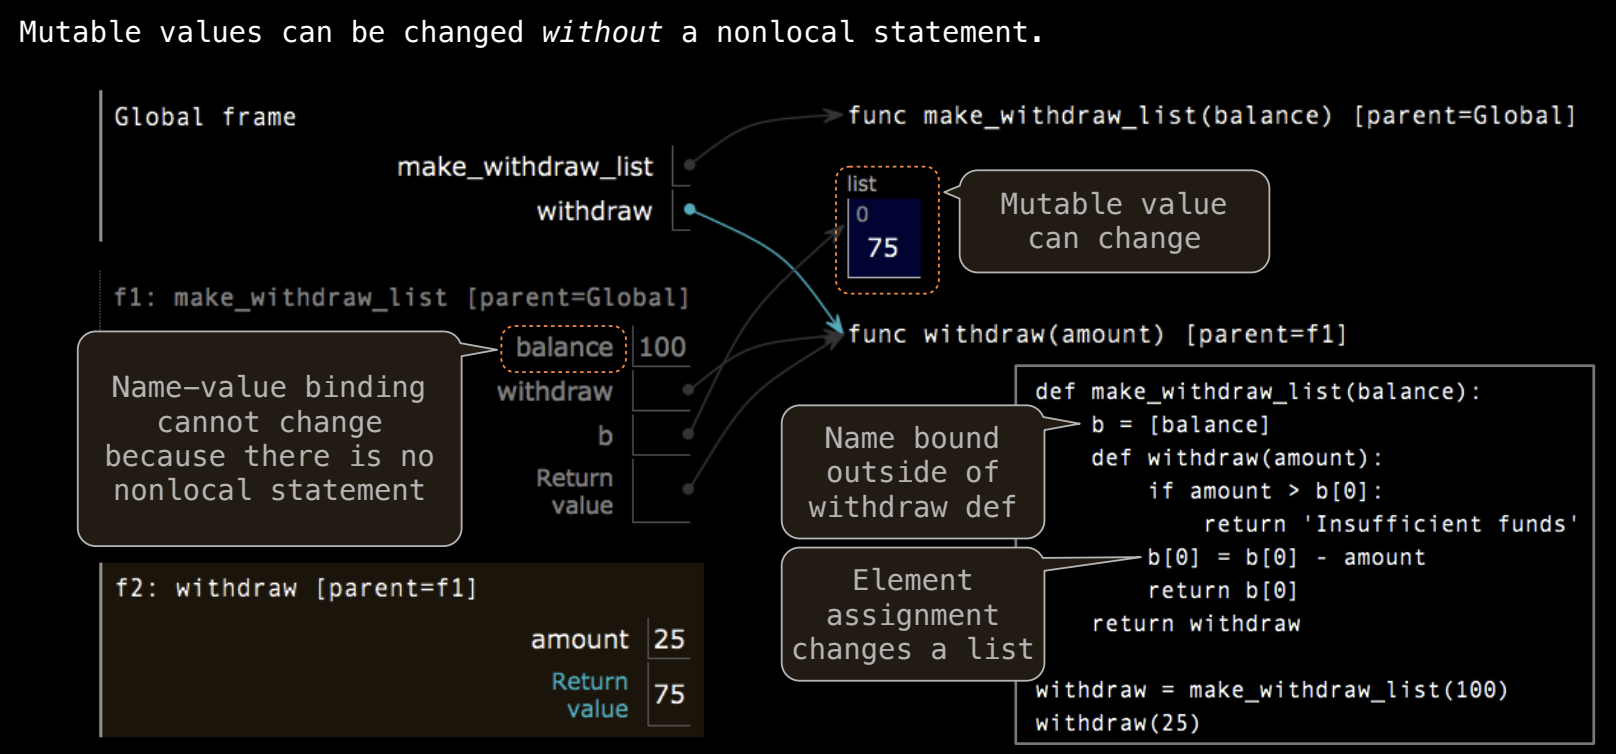 Mutable values can be changed without a nonlocal statement.
Global frame
make_withdraw_list
withdraw
func make_withdraw_list(balance) [parent=Global]
list
0
75
Mutable value
can change
f1: make_withdraw_list [parent=Global]
balance 100
withdraw
b
Return
value
Name-value binding
cannot change
because there is no
nonlocal statement
func withdraw(amount) [parent=f1]
f2: withdraw [parent=f1]
amount 25
Return
value 75
Name bound
outside of
withdraw def
Element
assignment
changes a list
def make_withdraw_list(balance):
    b = [balance]
    def withdraw(amount):
        if amount > b[0]:
            return 'Insufficient funds'
        b[0] = b[0] - amount
        return b[0]
    return withdraw
withdraw = make_withdraw_list(100)
withdraw(25)